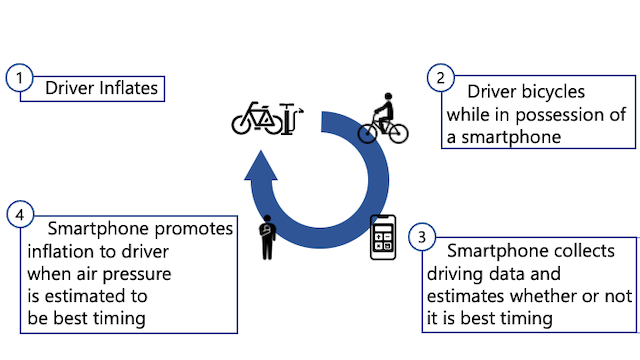 1
Driver Inflates
2
Driver bicycles
while in possession of
a smartphone
3
Smartphone collects
driving data and
estimates whether or not
it is best timing
4
Smartphone promotes
inflation to driver
when air pressure
is estimated to
be best timing